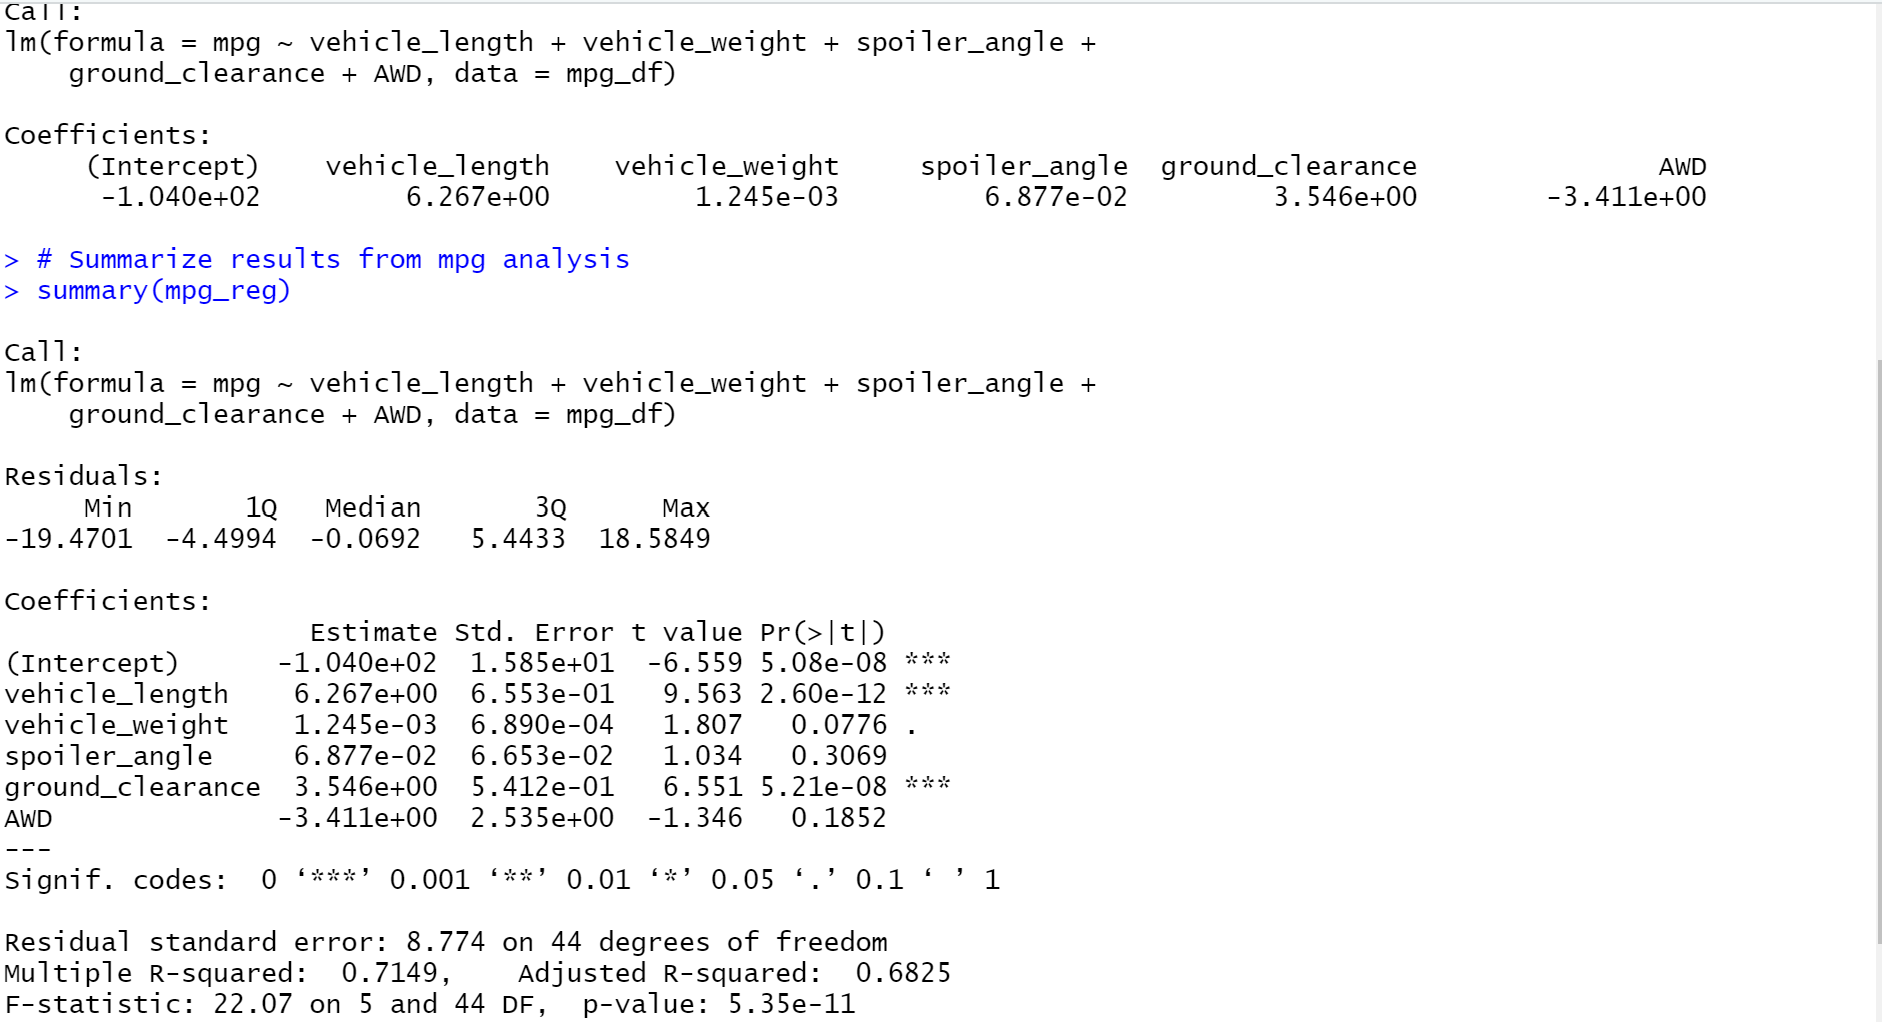 Call:
lm(formula = mpg ~ vehicle_length + vehicle_weight + spoiler_angle +
    ground_clearance + AWD, data = mpg_df)

Coefficients:
     (Intercept)    vehicle_length    vehicle_weight     spoiler_angle  ground_clearance               AWD
      -1.040e+02         6.267e+00         1.245e-03         6.877e-02         3.546e+00        -3.411e+00

> # Summarize results from mpg analysis
> summary(mpg_reg)

Call:
lm(formula = mpg ~ vehicle_length + vehicle_weight + spoiler_angle +
    ground_clearance + AWD, data = mpg_df)

Residuals:
     Min       1Q   Median       3Q      Max
-19.4701  -4.4994  -0.0692   5.4433  18.5849

Coefficients:
                   Estimate Std. Error t value Pr(>|t|)
(Intercept)      -1.040e+02  1.585e+01  -6.559 5.08e-08 ***
vehicle_length    6.267e+00  6.553e-01   9.563 2.60e-12 ***
vehicle_weight    1.245e-03  6.890e-04   1.807   0.0776 .
spoiler_angle     6.877e-02  6.653e-02   1.034   0.3069
ground_clearance  3.546e+00  5.412e-01   6.551 5.21e-08 ***
AWD              -3.411e+00  2.535e+00  -1.346   0.1852
---
Signif. codes:  0 ‘***’ 0.001 ‘**’ 0.01 ‘*’ 0.05 ‘.’ 0.1 ‘ ’ 1

Residual standard error: 8.774 on 44 degrees of freedom
Multiple R-squared:  0.7149,    Adjusted R-squared:  0.6825
F-statistic: 22.07 on 5 and 44 DF,  p-value: 5.35e-11